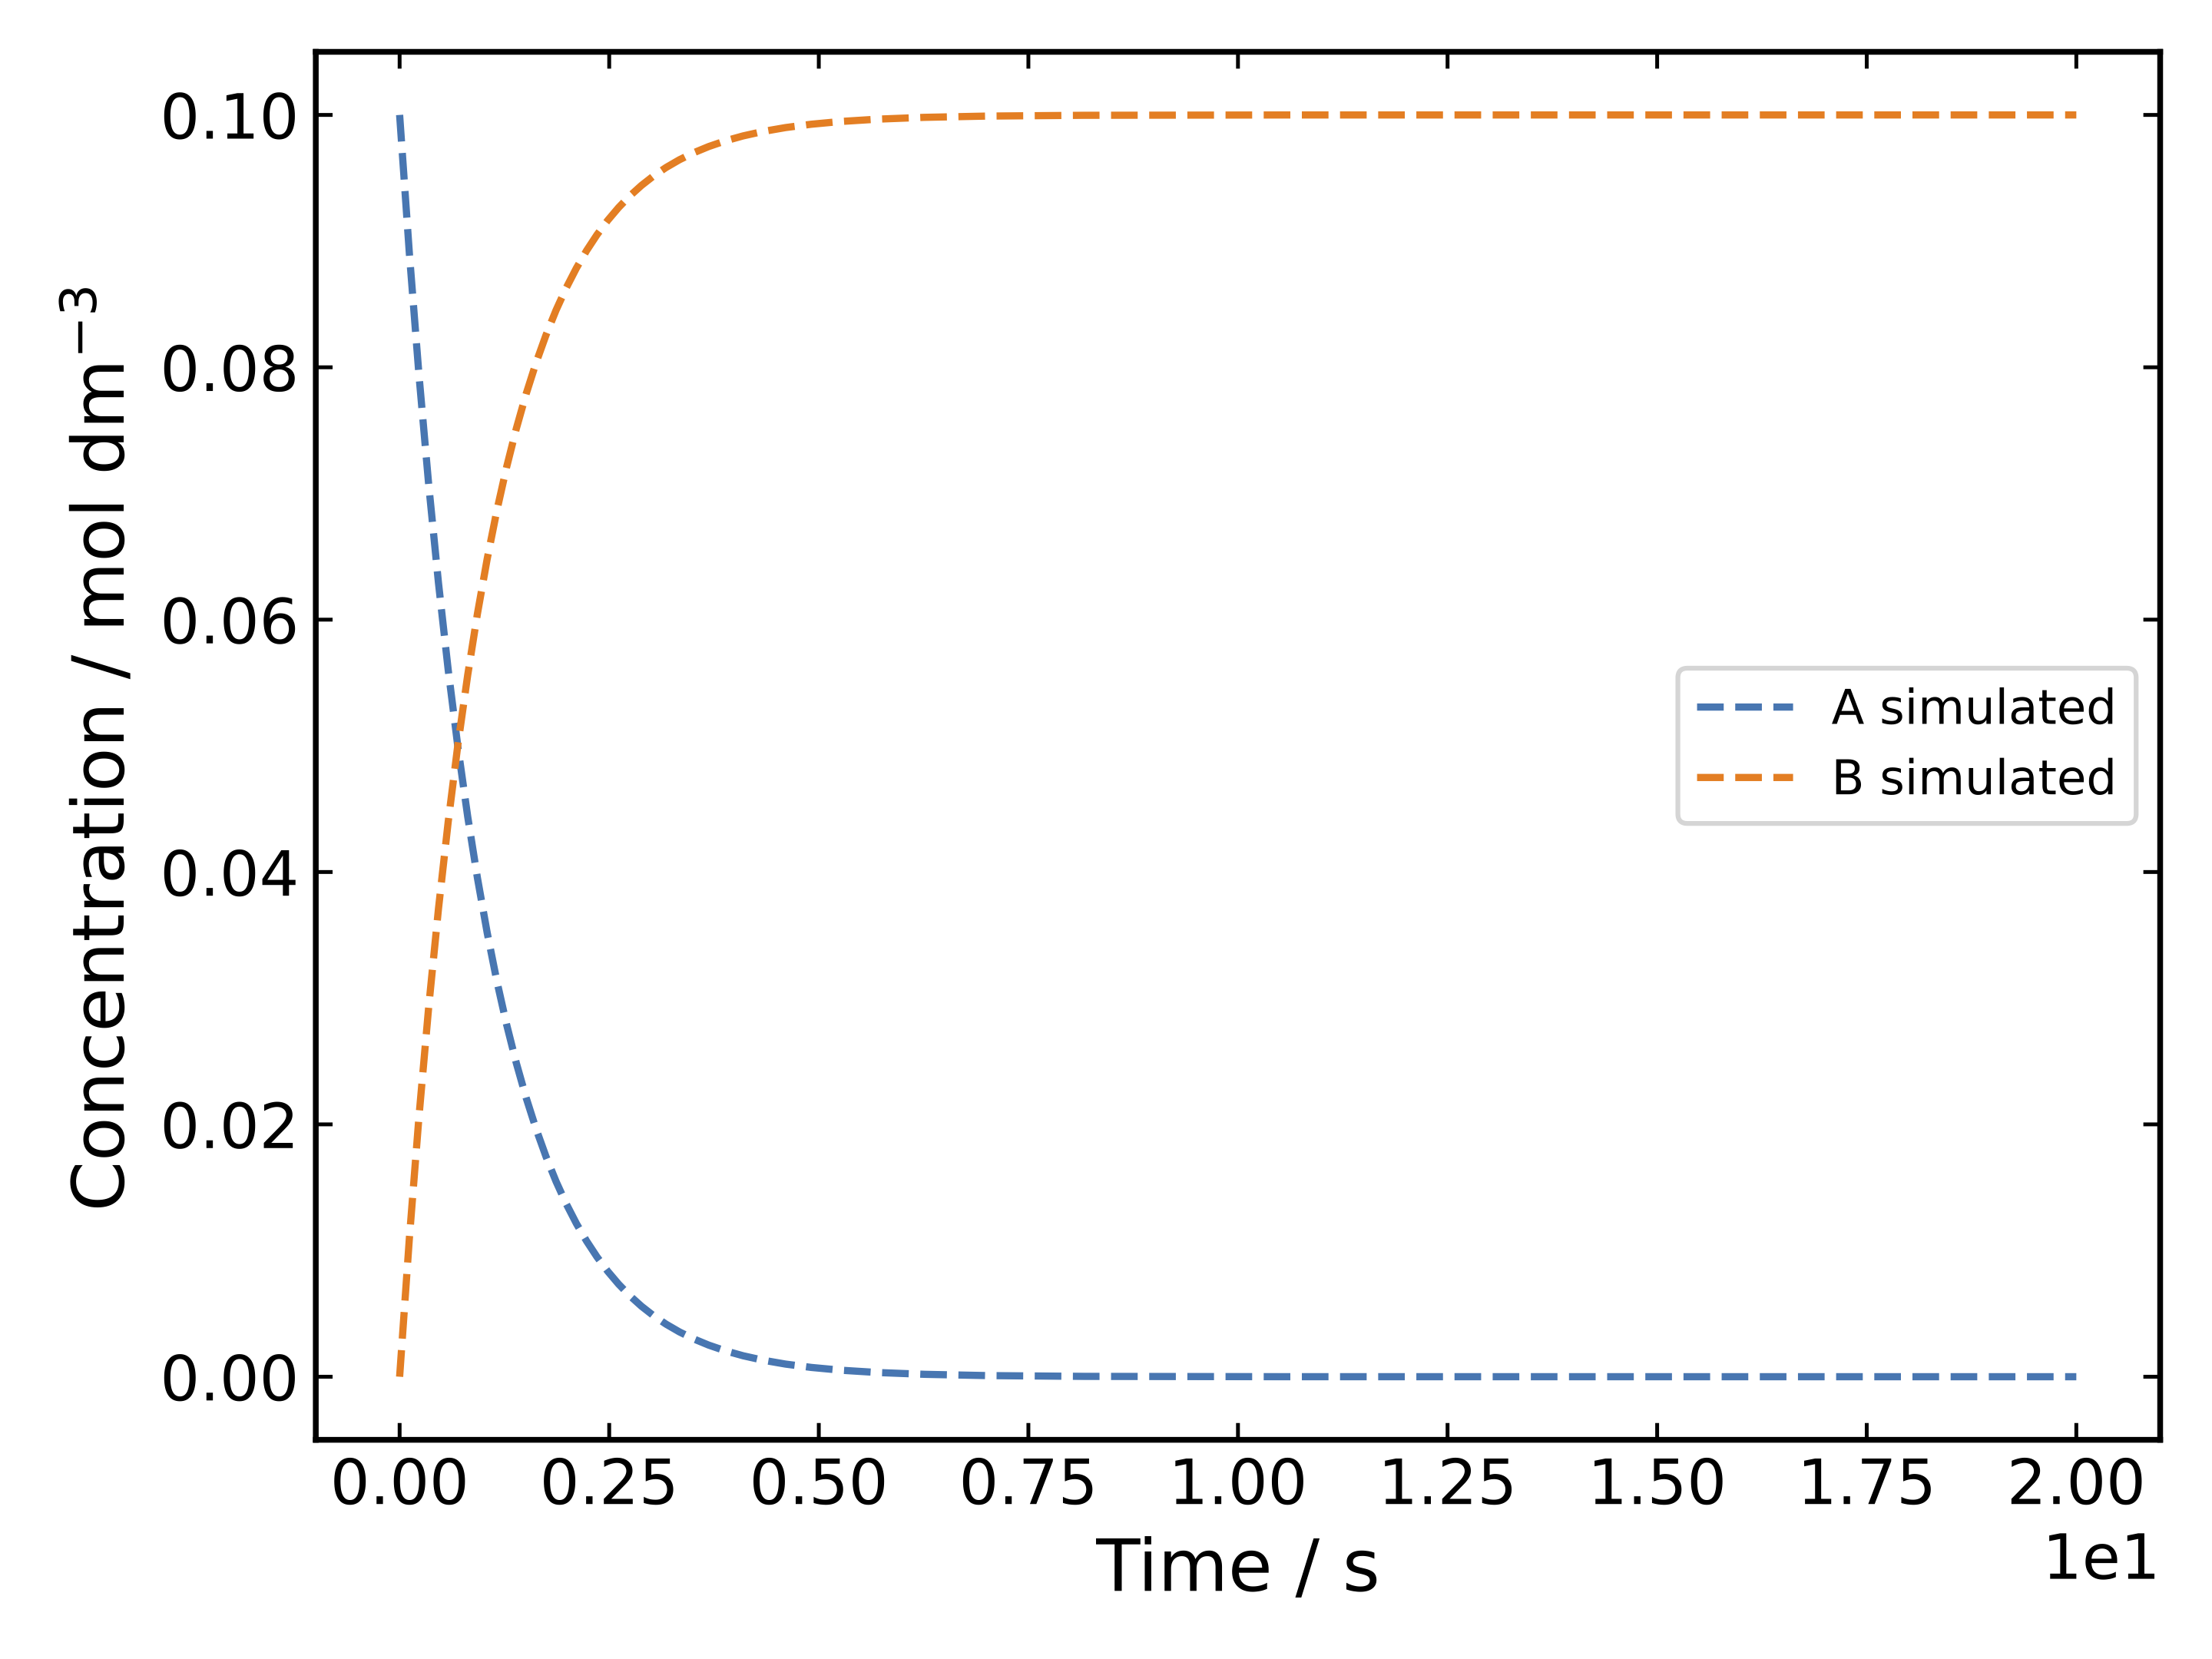 Concentration / mol dm⁻³
0.10
0.08
0.06
0.04
0.02
0.00
A simulated
B simulated
0.00 0.25 0.50 0.75 1.00 1.25 1.50 1.75 2.00
1e1
Time / s